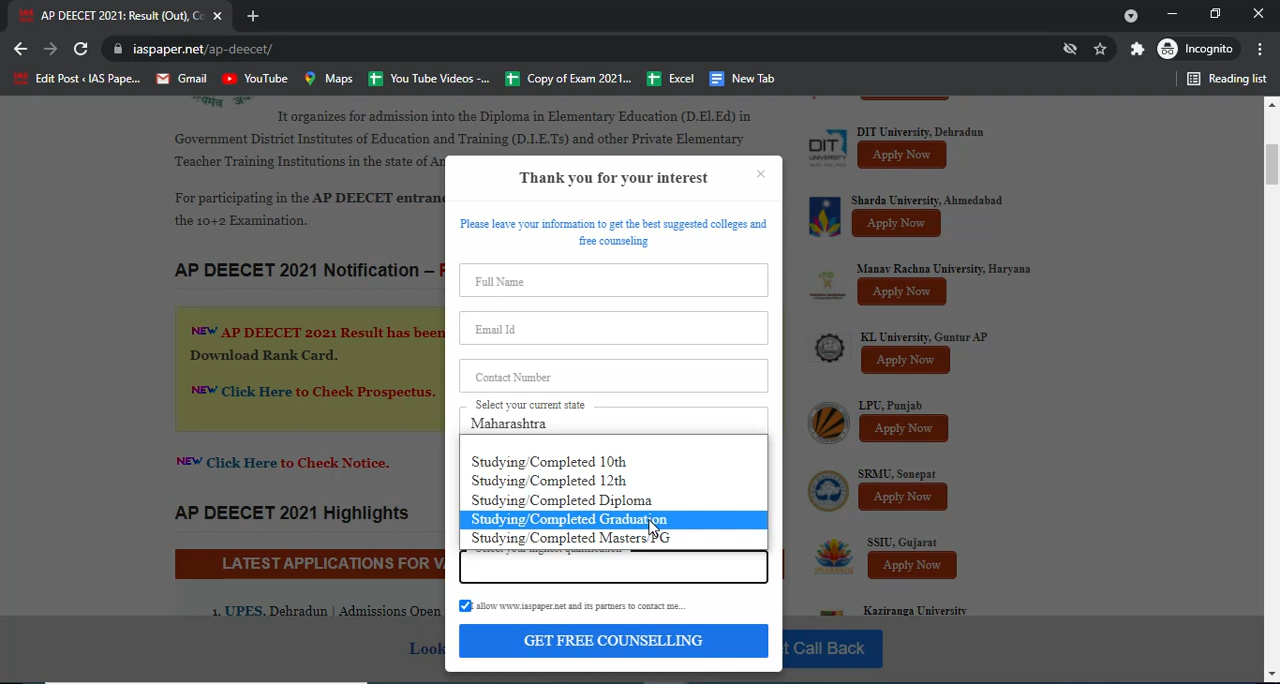 AP DEECET 2021: Result (Out), Co
iaspaper.net/ap-deecet/
Incognito
Edit Post ‹ IAS Pape...
Gmail
YouTube
Maps
You Tube Videos -...
Copy of Exam 2021...
Excel
New Tab
Reading list
It organizes for admission into the Diploma in Elementary Education (D.El.Ed) in
Government District Institutes of Education and Training (D.I.E.Ts) and other Private Elementary
Teacher Training Institutions in the state of
For participating in the AP DEECET
the 10+2 Examination.
AP DEECET 2021 Notification –
NEW AP DEECET 2021 Result has been
Download Rank Card.
NEW Click Here to Check Prospectus.
NEW Click Here to Check Notice.
AP DEECET 2021 Highlights
LATEST APPLICATIONS FOR
1. UPES, Dehradun | Admissions Open
Thank you for your interest
×
Please leave your information to get the best suggested colleges and
free counseling
Full Name
Email Id
Contact Number
Select your current state
Maharashtra
Studying/Completed 10th
Studying/Completed 12th
Studying/Completed Diploma
Studying/Completed Graduation
Studying/Completed Masters/PG
Select your highest qualification
I allow www.iaspaper.net and its partners to contact me...
GET FREE COUNSELLING
DIT University, Dehradun
Apply Now
Sharda University, Ahmedabad
Apply Now
Manav Rachna University, Haryana
Apply Now
KL University, Guntur AP
Apply Now
LPU, Punjab
Apply Now
SRMU, Sonepat
Apply Now
SSIU, Gujarat
Apply Now
Kaziranga University
Call Back